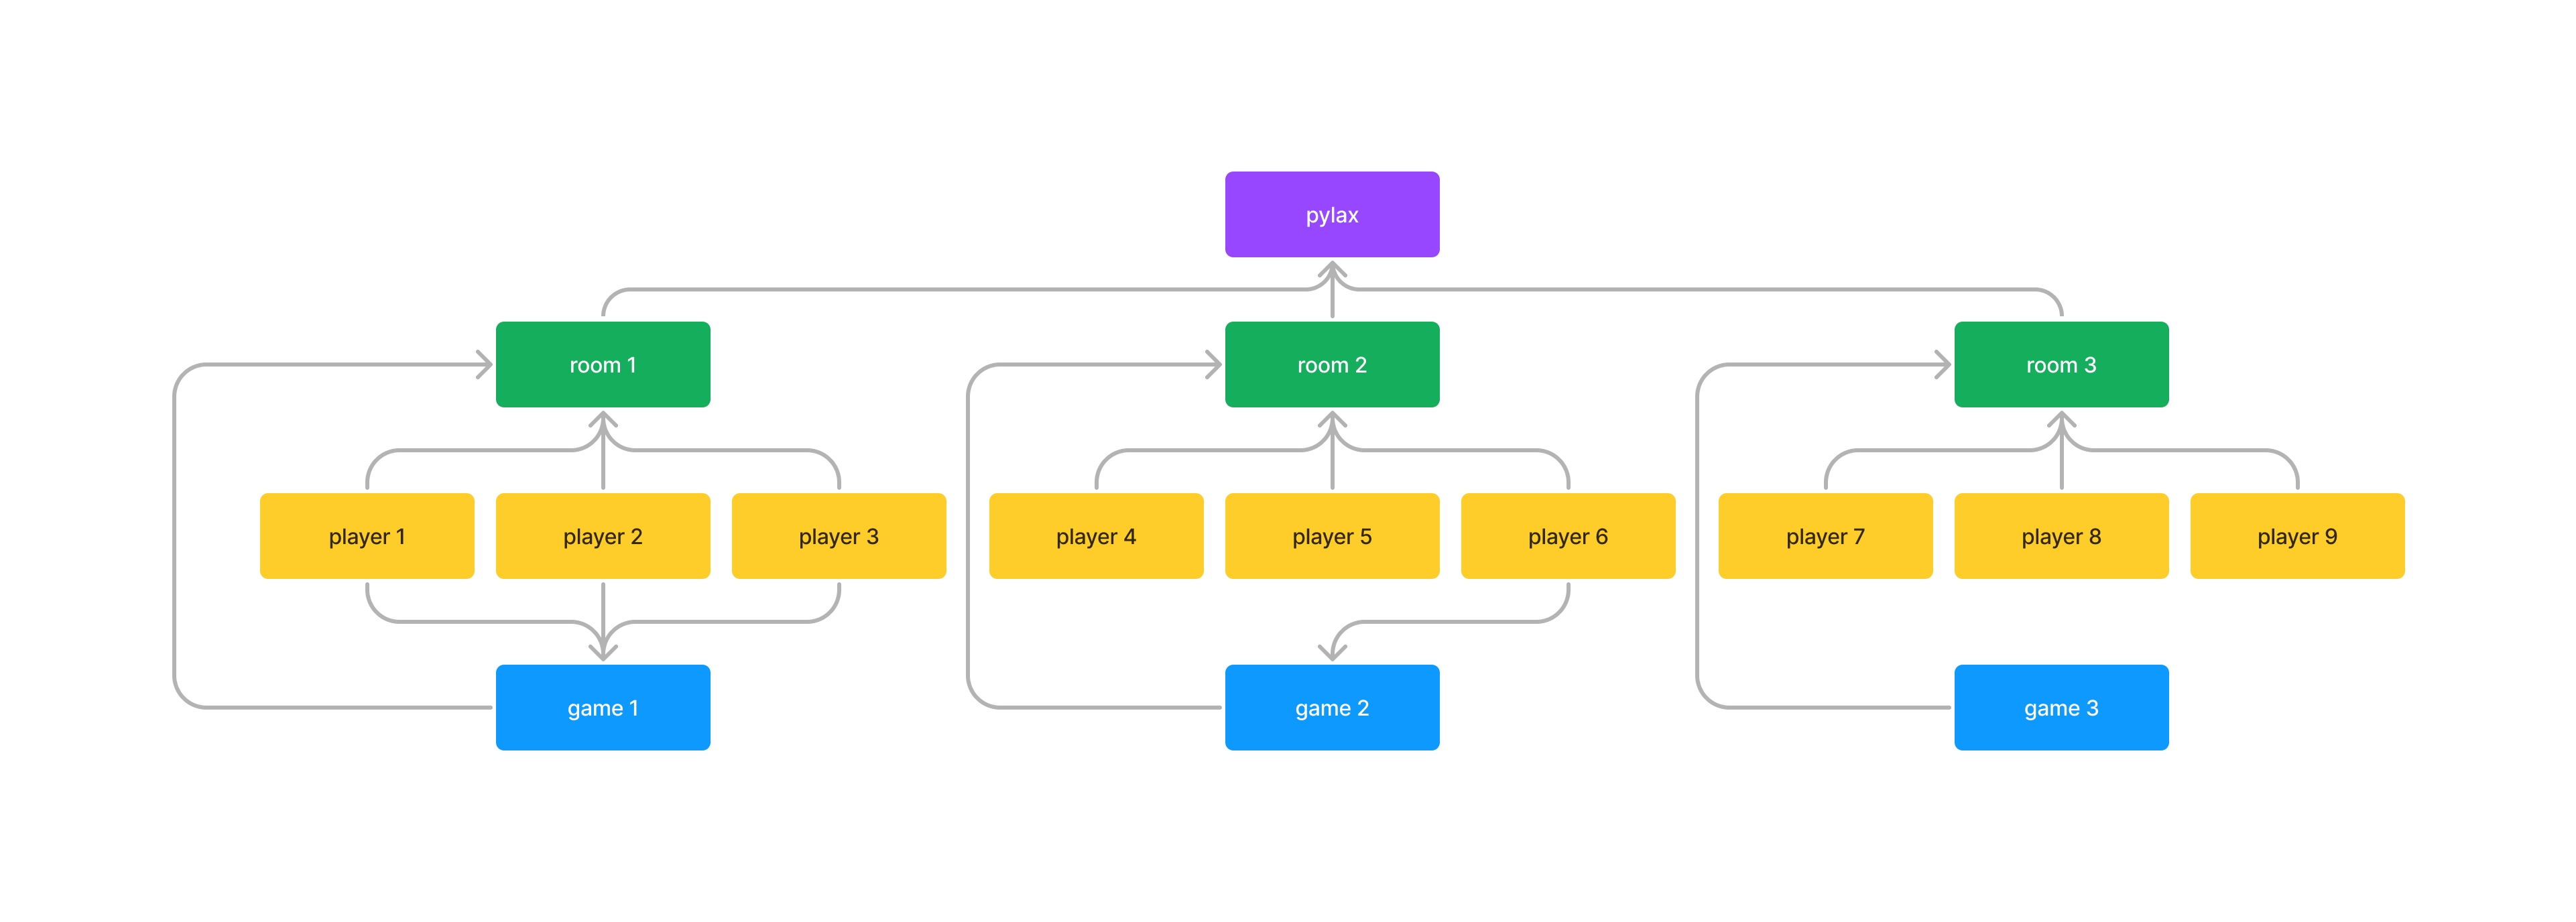 pylax
room 1
room 2
room 3
player 1
player 2
player 3
player 4
player 5
player 6
player 7
player 8
player 9
game 1
game 2
game 3